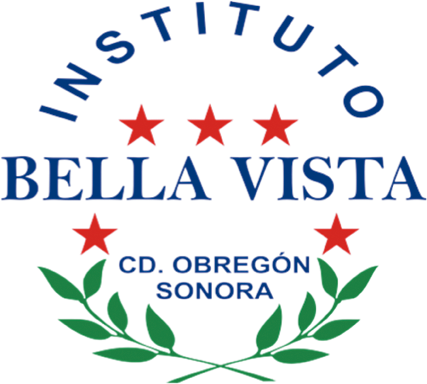 INSTITUTO
BELLA VISTA
CD. OBREGÓN
SONORA